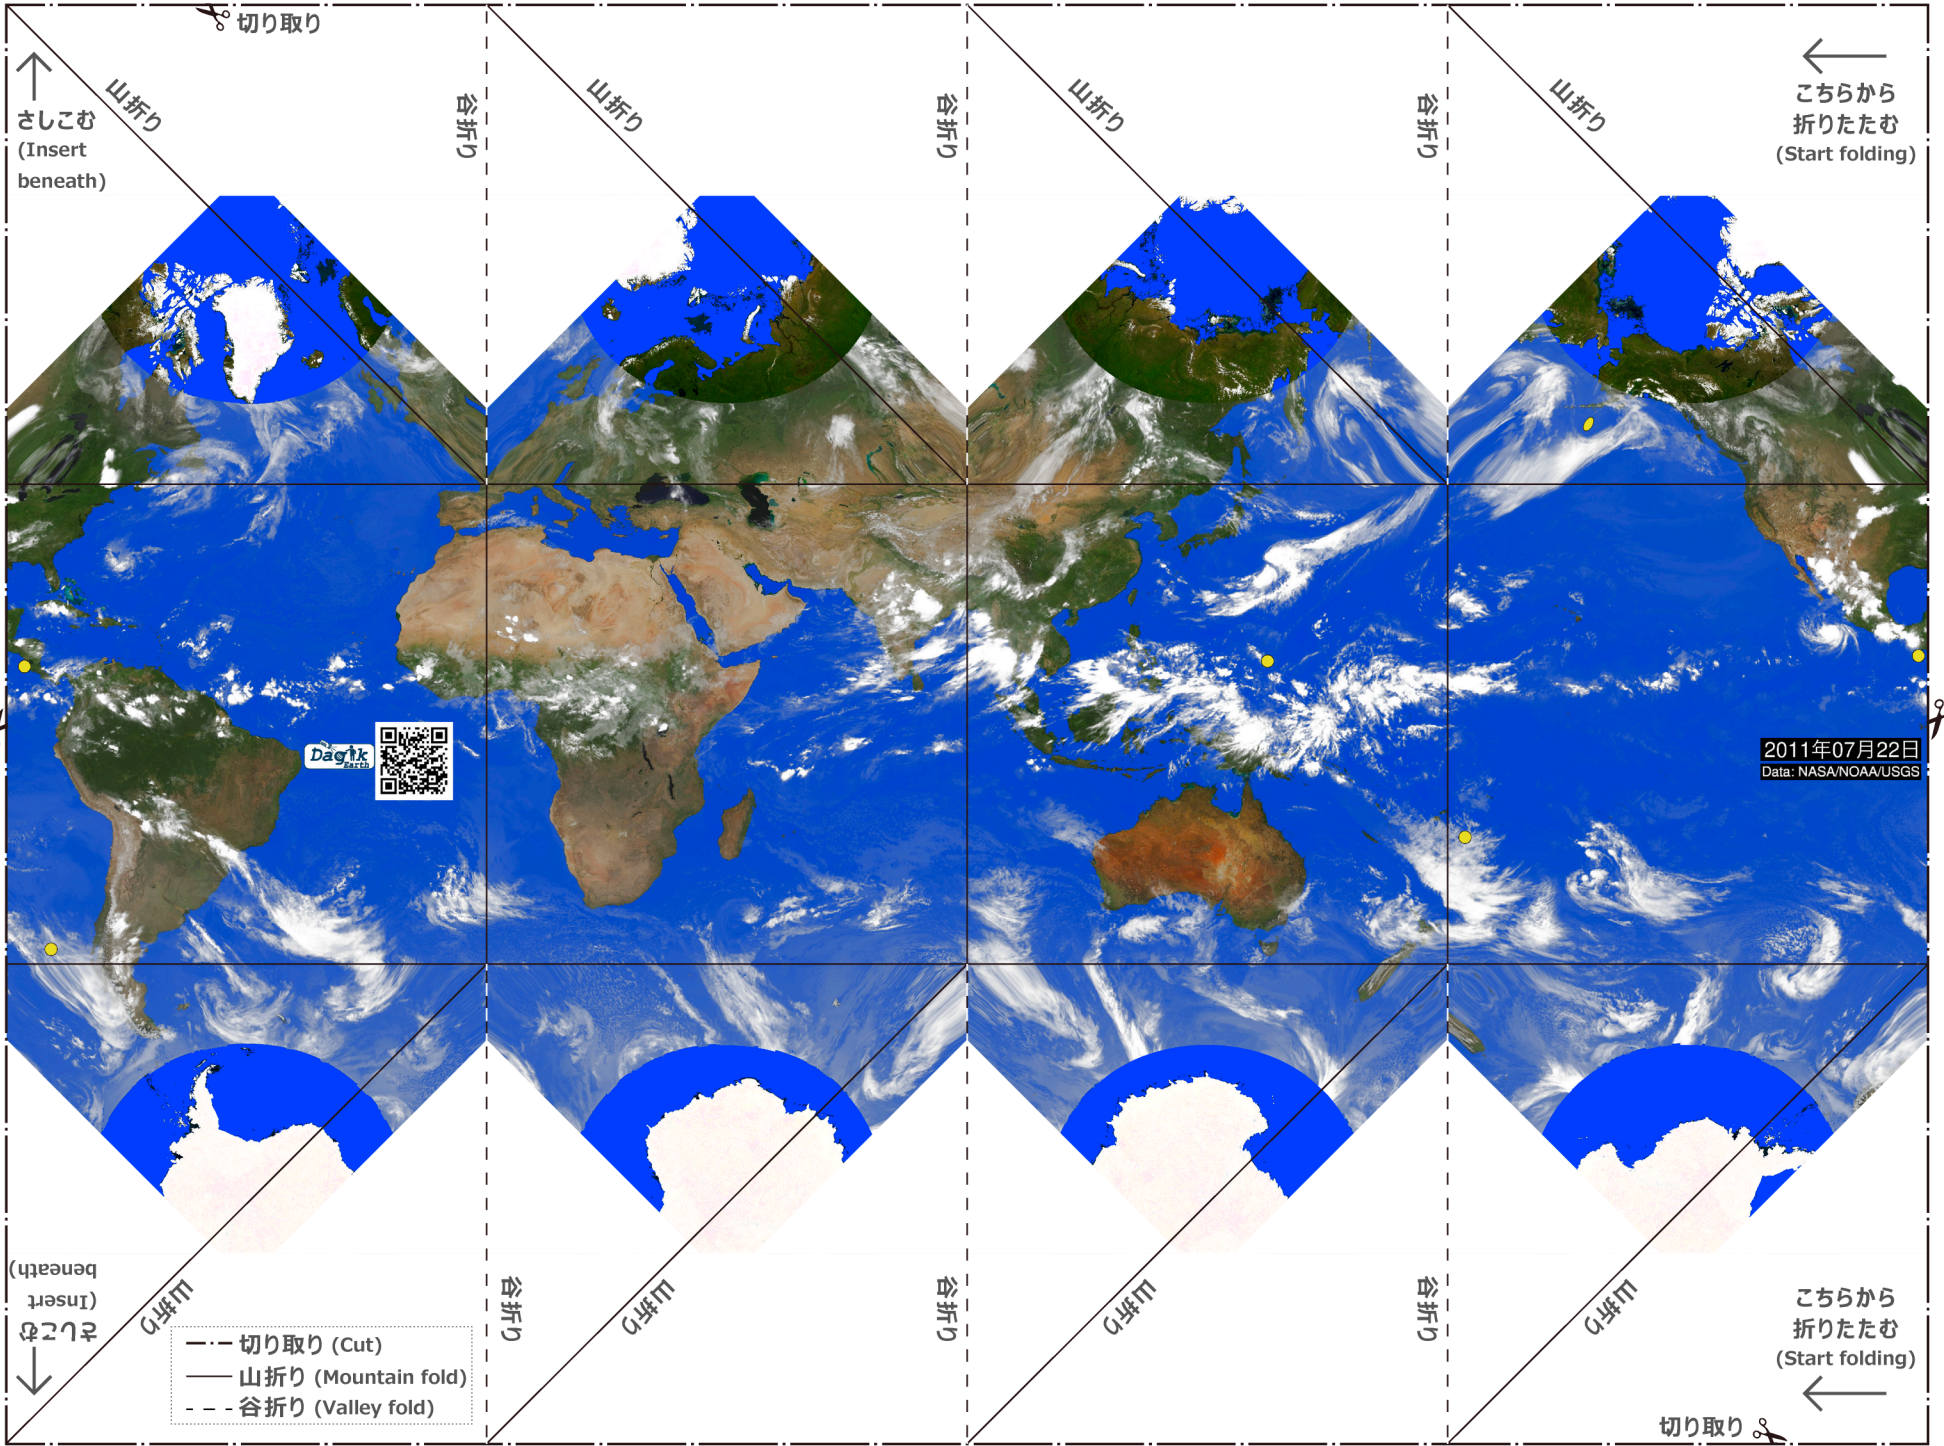 切り取り
さしこむ
(Insert
beneath)
山折り
谷折り
山折り
谷折り
山折り
谷折り
山折り
こちらから
折りたたむ
(Start folding)
Dagik
Earth
2011年07月22日
Data: NASA/NOAA/USGS
さしこむ
(Insert
beneath)
山折り
谷折り
山折り
谷折り
山折り
谷折り
山折り
こちらから
折りたたむ
(Start folding)
切り取り (Cut)
山折り (Mountain fold)
谷折り (Valley fold)
切り取り